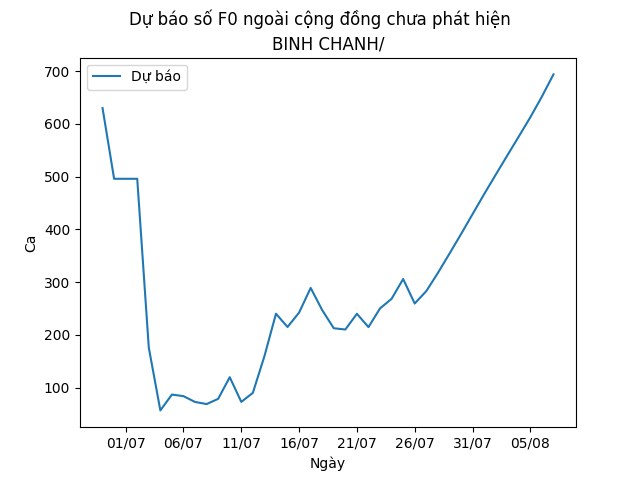 Dự báo số F0 ngoài cộng đồng chưa phát hiện
BINH CHANH/
Dự báo
700
600
500
400
300
200
100
Ca
01/07 06/07 11/07 16/07 21/07 26/07 31/07 05/08
Ngày